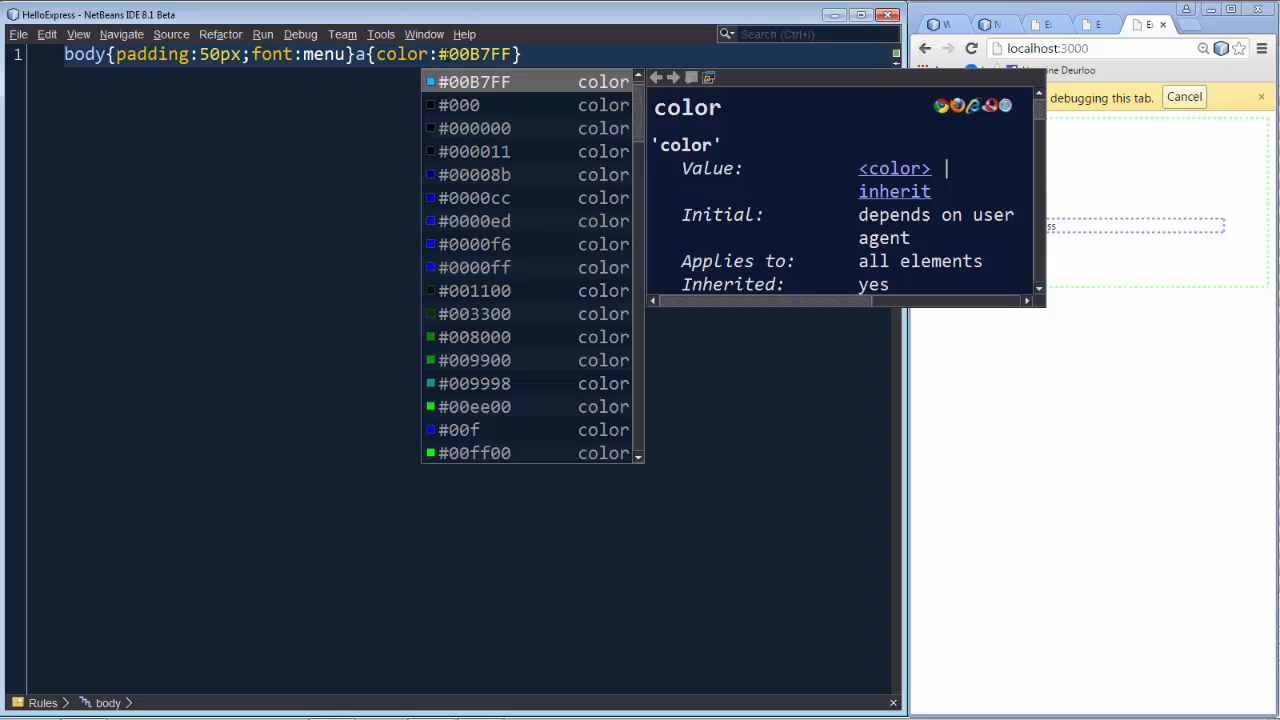 HelloExpress - NetBeans IDE 8.1 Beta
File Edit View Navigate Source Refactor Run Debug Team Tools Window Help
Search (Ctrl+I)
1 body{padding:50px;font:menu}a{color:#00B7FF}
#00B7FF color
#000 color
#000000 color
#000011 color
#00008b color
#0000cc color
#0000ed color
#0000f6 color
#0000ff color
#001100 color
#003300 color
#008000 color
#009900 color
#009998 color
#00ee00 color
#00f color
#00ff00 color
color
'color'
Value: <color> |
inherit
Initial: depends on user
agent
Applies to: all elements
Inherited: yes
Rules body
localhost:3000
Deurloo
debugging this tab. Cancel
ss